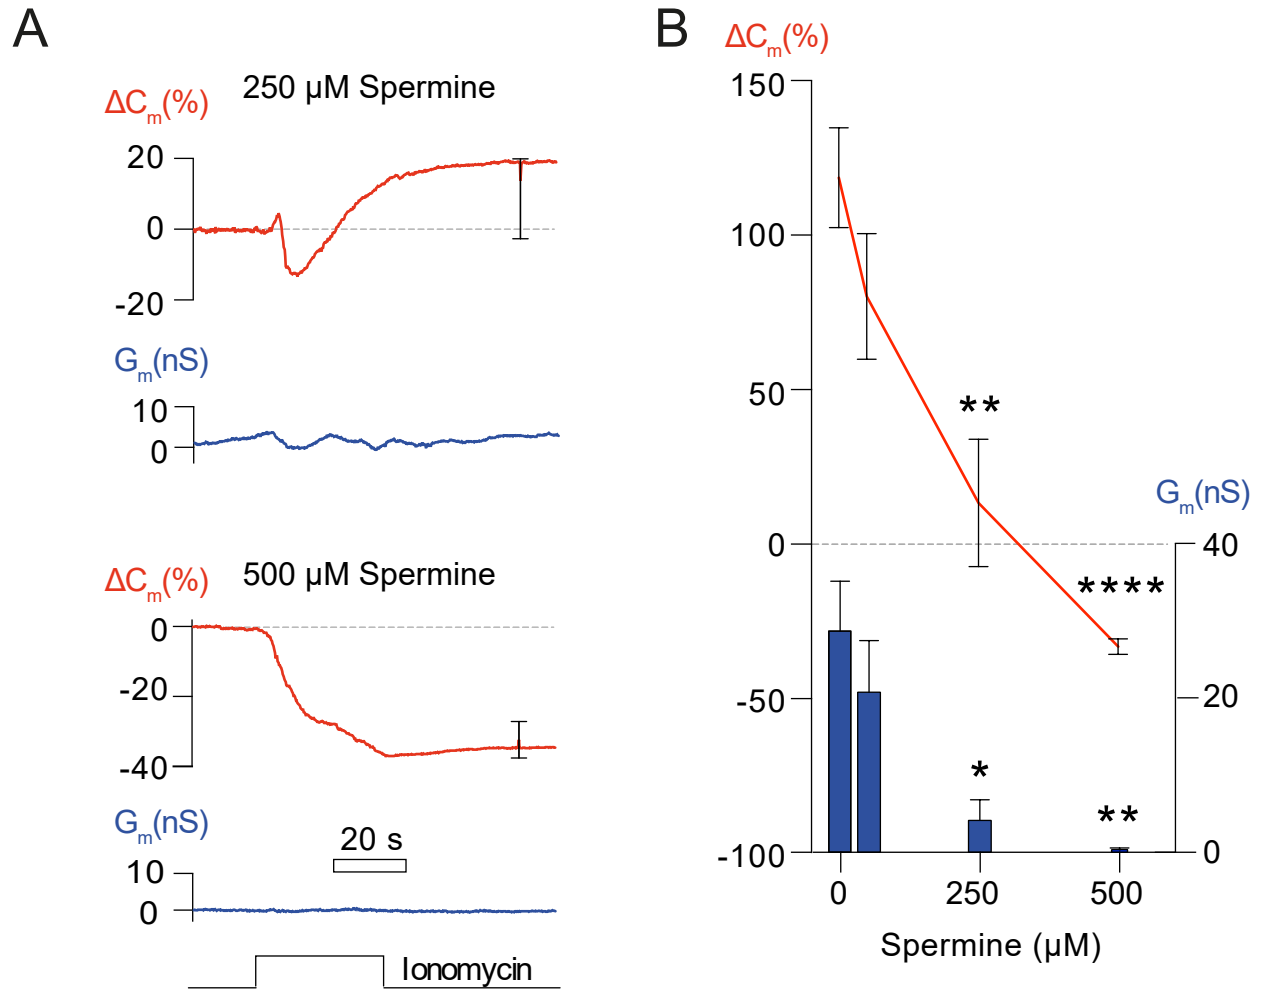 A
250 µM Spermine
ΔCm(%)
20
0
-20
Gm(nS)
10
0
500 µM Spermine
ΔCm(%)
0
-20
-40
Gm(nS)
20 s
10
0
Ionomycin
B
ΔCm(%)
150
100
50
0
-50
-100
**
****
*
**
Gm(nS)
40
20
0
0 250 500
Spermine (µM)